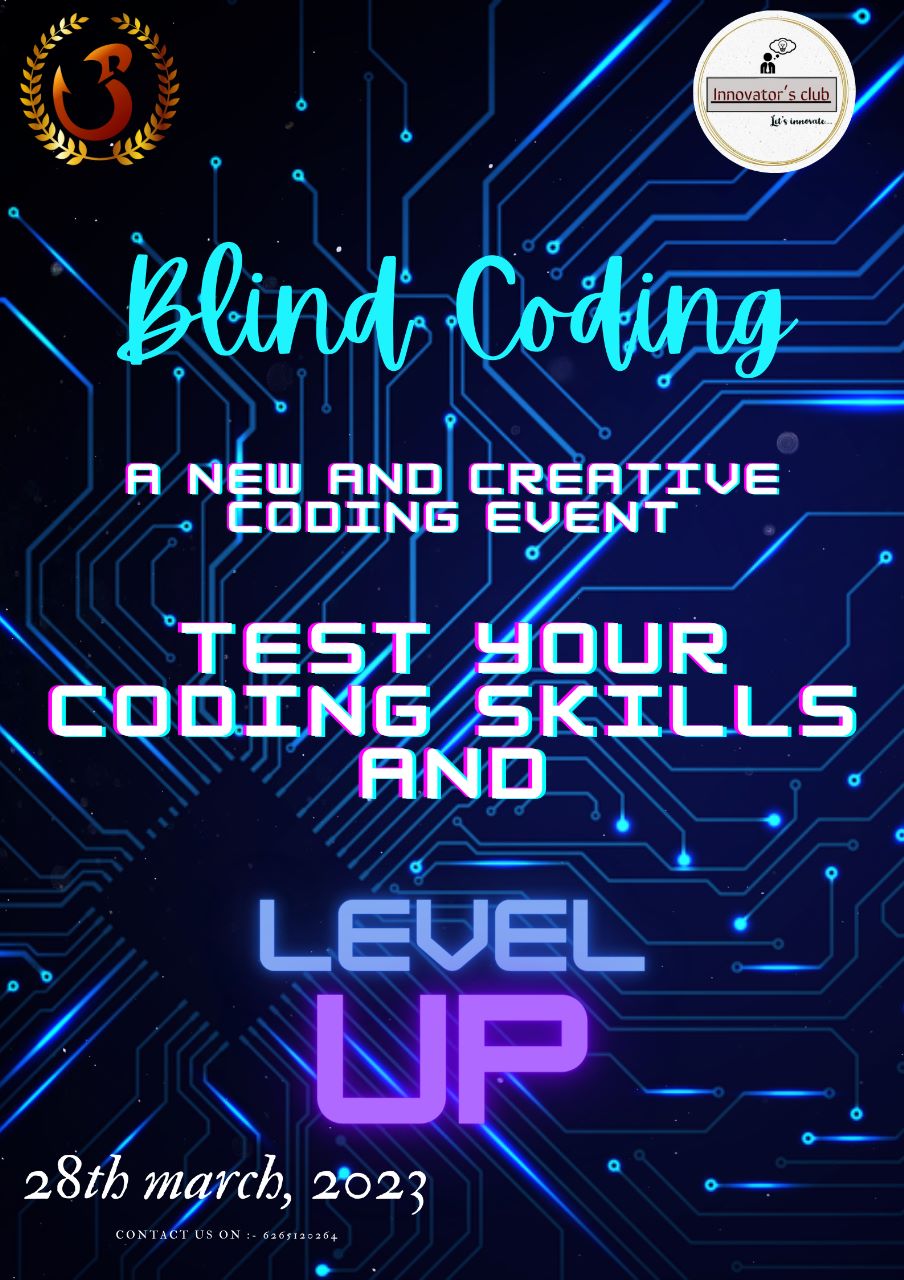 Innovator's club
Let's innovate...
Blind Coding
A NEW AND CREATIVE
CODING EVENT
TEST YOUR
CODING SKILLS
AND
LEVEL
UP
28th march, 2023
CONTACT US ON :- 6265120264